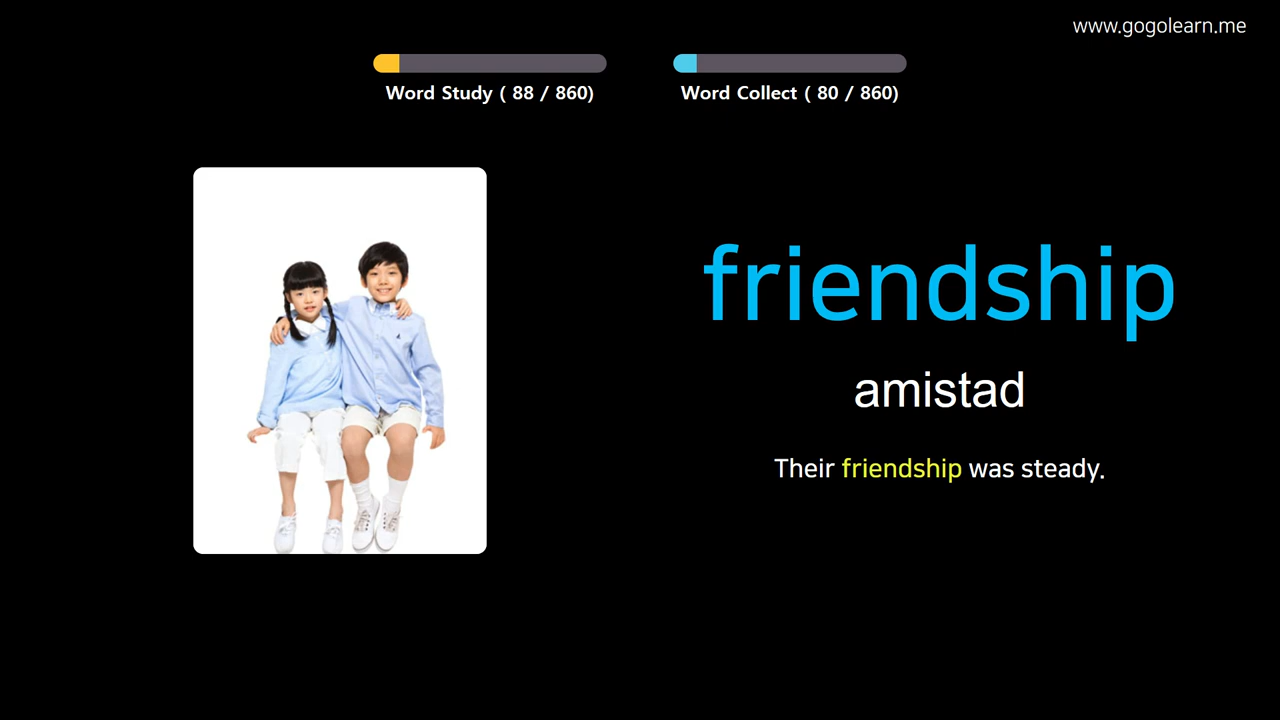 www.gogolearn.me
Word Study ( 88 / 860)
Word Collect ( 80 / 860)
friendship
amistad
Their friendship was steady.